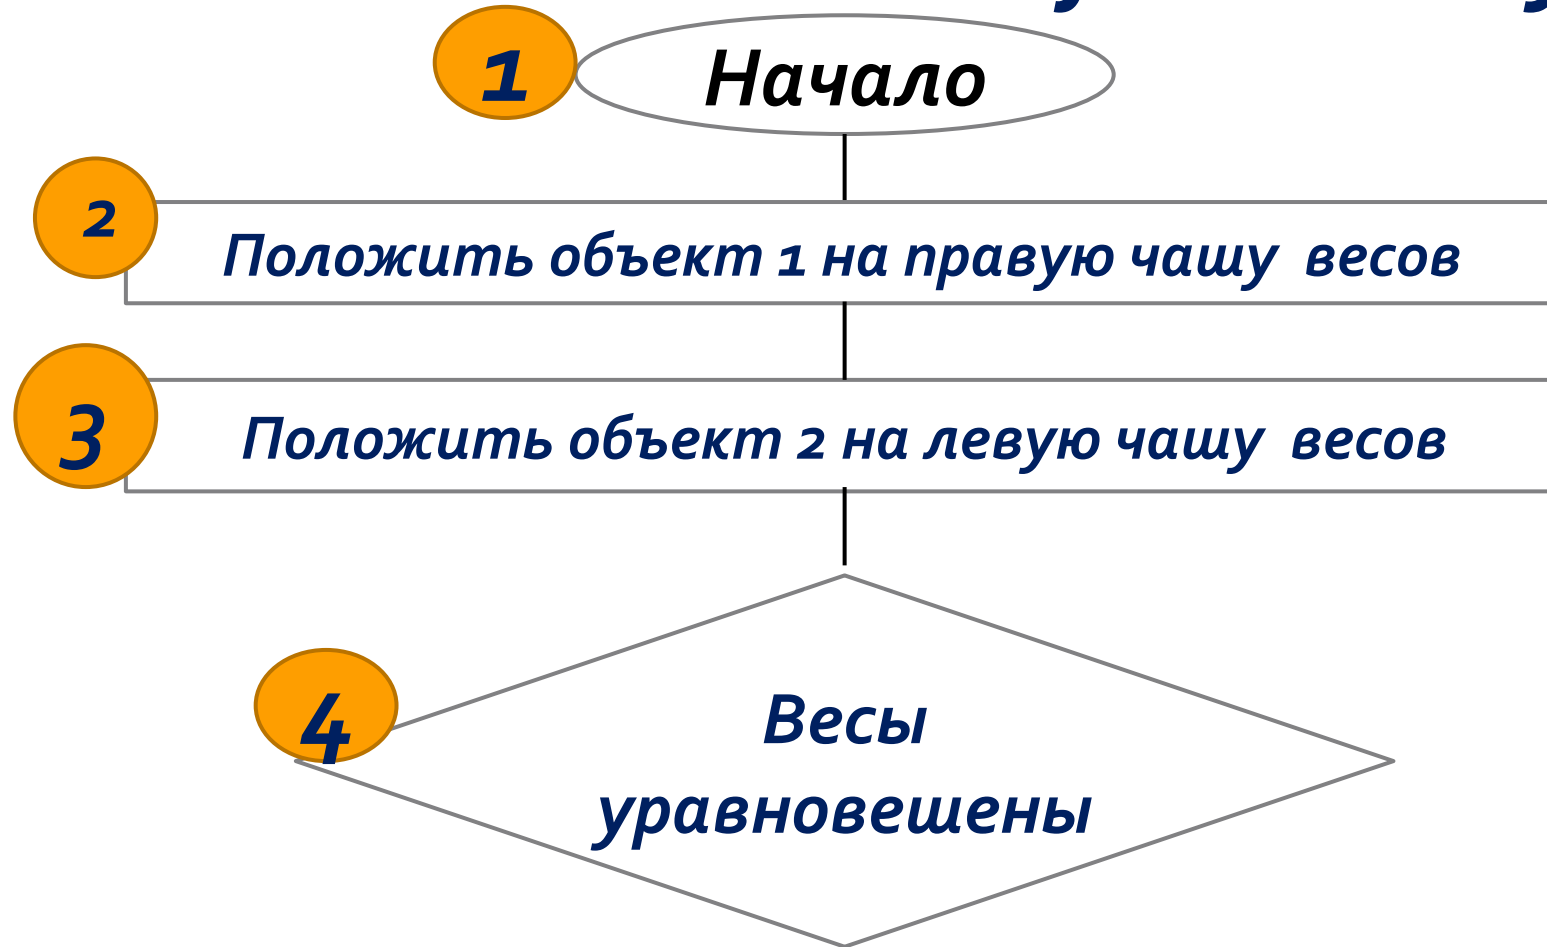 1 Начало
2 Положить объект 1 на правую чашу весов
3 Положить объект 2 на левую чашу весов
4 Весы
уравновешены